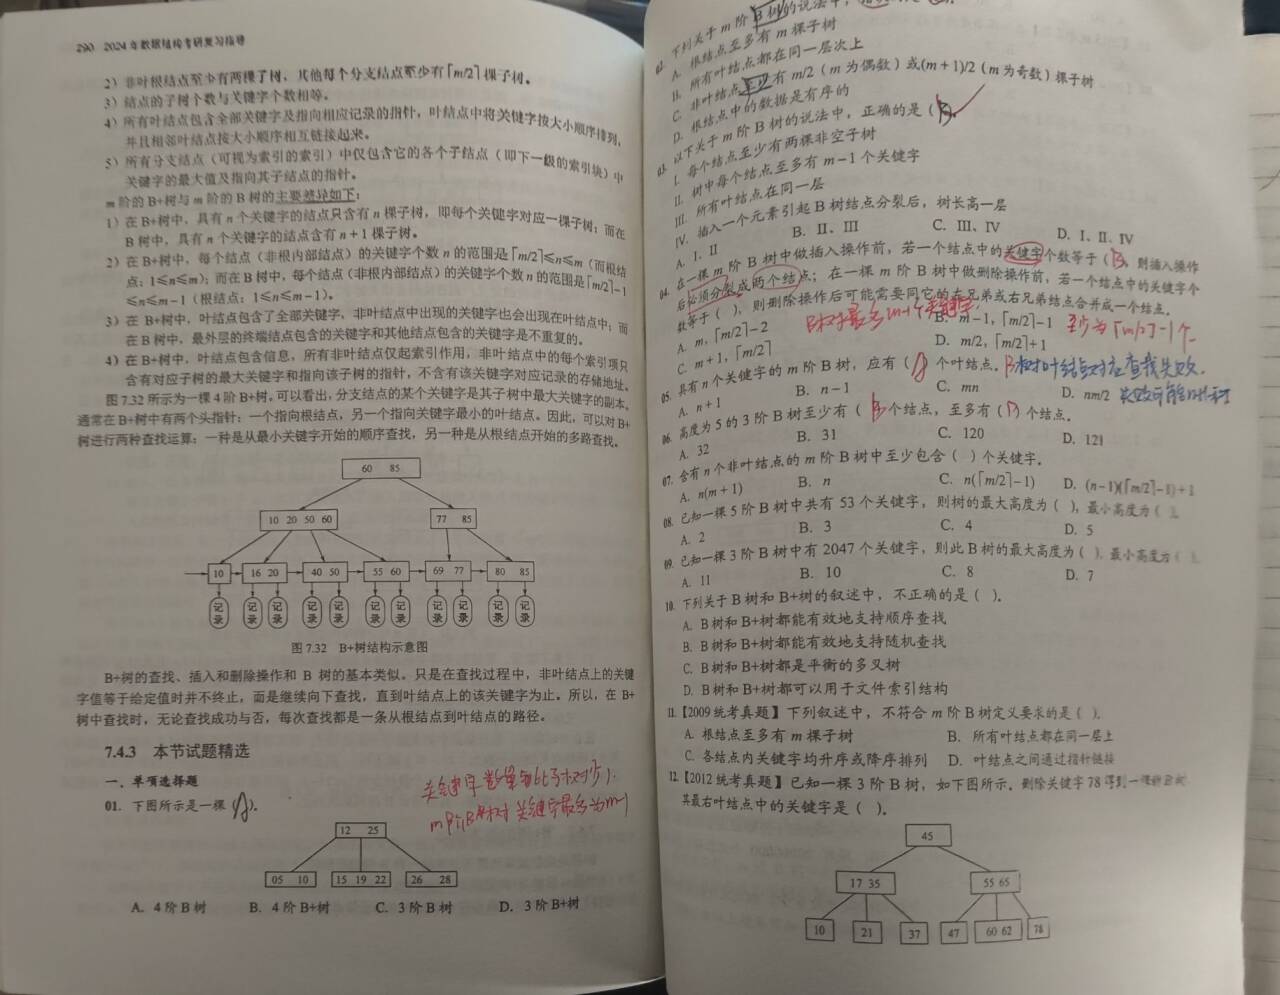 290 2024年数据结构考研复习指导
2）非叶根结点至少有两棵子树，其他每个分支结点至少有⌈m/2⌉棵子树。
3）结点的子树个数与关键字个数相等。
4）所有叶结点包含全部关键字及指向相应记录的指针，叶结点中将关键字按大小顺序排列，
并且相邻叶结点按大小顺序相互链接起来。
5）所有分支结点（可视为索引的索引）中仅包含它的各个子结点（即下一级的索引块）中
关键字的最大值及指向其子结点的指针。
m阶的B+树与m阶的B树的主要差异如下：
1）在B+树中，具有n个关键字的结点只含有n棵子树，即每个关键字对应一棵子树；而在
B树中，具有n个关键字的结点含有n+1棵子树。
2）在B+树中，每个结点（非根内部结点）的关键字个数n的范围是⌈m/2⌉≤n≤m（而根结
点：1≤n≤m）；而在B树中，每个结点（非根内部结点）的关键字个数n的范围是⌈m/2⌉-1
≤n≤m-1（根结点：1≤n≤m-1）。
3）在B+树中，叶结点包含了全部关键字，非叶结点中出现的关键字也会出现在叶结点中；而
在B树中，最外层的终端结点包含的关键字和其他结点包含的关键字是不重复的。
4）在B+树中，叶结点包含信息，所有非叶结点仅起索引作用，非叶结点中的每个索引项只
含有对应子树的最大关键字和指向该子树的指针，不含有该关键字对应记录的存储地址。
图7.32所示为一棵4阶B+树。可以看出，分支结点的某个关键字是其子树中最大关键字的副本。
通常在B+树中有两个头指针：一个指向根结点，另一个指向关键字最小的叶结点。因此，可以对B+
树进行两种查找运算：一种是从最小关键字开始的顺序查找，另一种是从根结点开始的多路查找。
60 85
10 20 50 60 77 85
10 16 20 40 50 55 60 69 77 80 85
记录 记录 记录 记录 记录 记录 记录 记录 记录 记录 记录
图7.32 B+树结构示意图
B+树的查找、插入和删除操作和B树的基本类似。只是在查找过程中，非叶结点上的关键
字值等于给定值时并不终止，而是继续向下查找，直到叶结点上的该关键字为止。所以，在B+
树中查找时，无论查找成功与否，每次查找都是一条从根结点到叶结点的路径。
7.4.3 本节试题精选
一、单项选择题
01. 下图所示是一棵（A）。
关键字数量都比子树少1
m阶B树 关键字最多为m-1
12 25
05 10 15 19 22 26 28
A. 4阶B树 B. 4阶B+树 C. 3阶B树 D. 3阶B+树
02. 下列关于m阶B树的说法中，
A. 根结点至多有m棵子树
B. 所有叶结点都在同一层次上
C. 非叶结点至少有m/2（m为偶数）或(m+1)/2（m为奇数）棵子树
D. 根结点中的数据是有序的
03. 以下关于m阶B树的说法中，正确的是（B）
I. 每个结点至少有两棵非空子树
II. 树中每个结点至多有m-1个关键字
III. 所有叶结点在同一层
IV. 插入一个元素引起B树结点分裂后，树长高一层
A. I、II B. II、III C. III、IV D. I、II、IV
04. 在一棵m阶B树中做插入操作前，若一个结点中的关键字个数等于（B），则插入操作
后必须分裂成两个结点；在一棵m阶B树中做删除操作前，若一个结点中的关键字个
数等于（ ），则删除操作后可能需要同它的左兄弟或右兄弟结点合并成一个结点。
B树最多m-1个关键字
A. m, ⌈m/2⌉-2 B. m-1, ⌈m/2⌉-1 至少为⌈m/2⌉-1个
C. m+1, ⌈m/2⌉ D. m/2, ⌈m/2⌉+1
05. 具有n个关键字的m阶B树，应有（A）个叶结点。B树叶结点对应查找失败,
A. n+1 B. n-1 C. mn D. nm/2 失败可能n+1种
06. 高度为5的3阶B树至少有（B）个结点，至多有（D）个结点。
A. 32 B. 31 C. 120 D. 121
07. 含有n个非叶结点的m阶B树中至少包含（ ）个关键字。
A. n(m+1) B. n C. n(⌈m/2⌉-1) D. (n-1)(⌈m/2⌉-1)+1
08. 已知一棵5阶B树中共有53个关键字，则树的最大高度为（ ），最小高度为（ ）
A. 2 B. 3 C. 4 D. 5
09. 已知一棵3阶B树中有2047个关键字，则此B树的最大高度为（ ），最小高度为（ ）
A. 11 B. 10 C. 8 D. 7
10. 下列关于B树和B+树的叙述中，不正确的是（ ）。
A. B树和B+树都能有效地支持顺序查找
B. B树和B+树都能有效地支持随机查找
C. B树和B+树都是平衡的多叉树
D. B树和B+树都可以用于文件索引结构
11.【2009统考真题】下列叙述中，不符合m阶B树定义要求的是（ ）。
A. 根结点至多有m棵子树 B. 所有叶结点都在同一层上
C. 各结点内关键字均升序或降序排列 D. 叶结点之间通过指针链接
12.【2012统考真题】已知一棵3阶B树，如下图所示。删除关键字78得到一棵新B树
其最右叶结点中的关键字是（ ）。
45
17 35 55 65
10 21 37 47 60 62 78